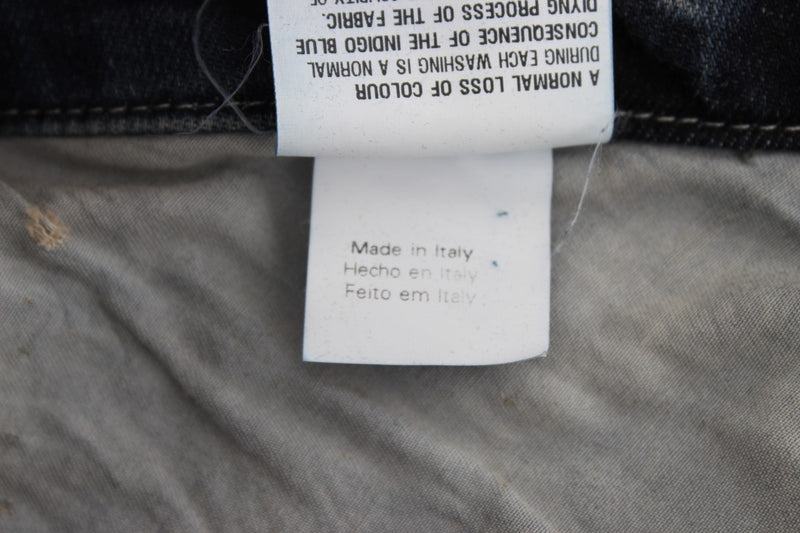 A NORMAL LOSS OF COLOUR
DURING EACH WASHING IS A NORMAL
CONSEQUENCE OF THE INDIGO BLUE
DIYNG PROCESS OF THE FABRIC.
Made in Italy
Hecho en Italy
Feito em Italy